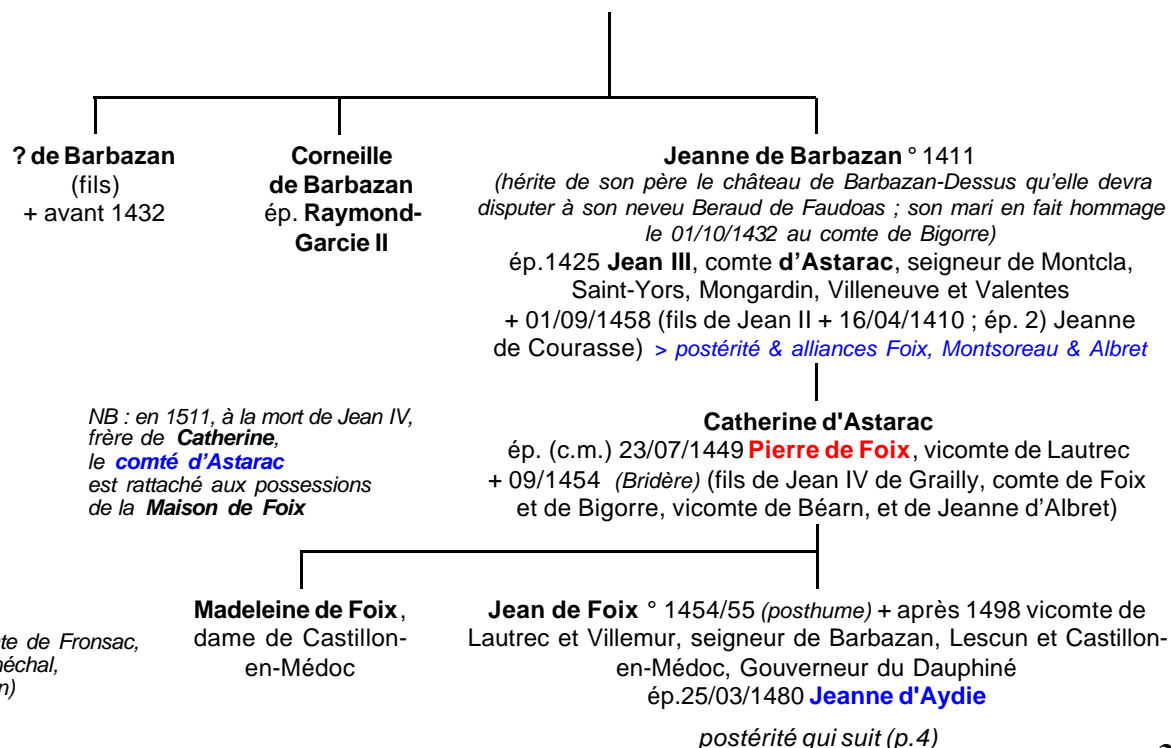 ? de Barbazan
(fils)
+ avant 1432
Corneille
de Barbazan
ép. Raymond-
Garcie II
Jeanne de Barbazan ° 1411
(hérite de son père le château de Barbazan-Dessus qu'elle devra
disputer à son neveu Beraud de Faudoas ; son mari en fait hommage
le 01/10/1432 au comte de Bigorre)
ép.1425 Jean III, comte d'Astarac, seigneur de Montcla,
Saint-Yors, Mongardin, Villeneuve et Valentes
+ 01/09/1458 (fils de Jean II + 16/04/1410 ; ép. 2) Jeanne
de Courasse) > postérité & alliances Foix, Montsoreau & Albret
NB : en 1511, à la mort de Jean IV,
frère de Catherine,
le comté d'Astarac
est rattaché aux possessions
de la Maison de Foix
Catherine d'Astarac
ép. (c.m.) 23/07/1449 Pierre de Foix, vicomte de Lautrec
+ 09/1454 (Bridère) (fils de Jean IV de Grailly, comte de Foix
et de Bigorre, vicomte de Béarn, et de Jeanne d'Albret)
te de Fronsac,
néchal,
n)
Madeleine de Foix,
dame de Castillon-
en-Médoc
Jean de Foix ° 1454/55 (posthume) + après 1498 vicomte de
Lautrec et Villemur, seigneur de Barbazan, Lescun et Castillon-
en-Médoc, Gouverneur du Dauphiné
ép.25/03/1480 Jeanne d'Aydie
postérité qui suit (p.4)